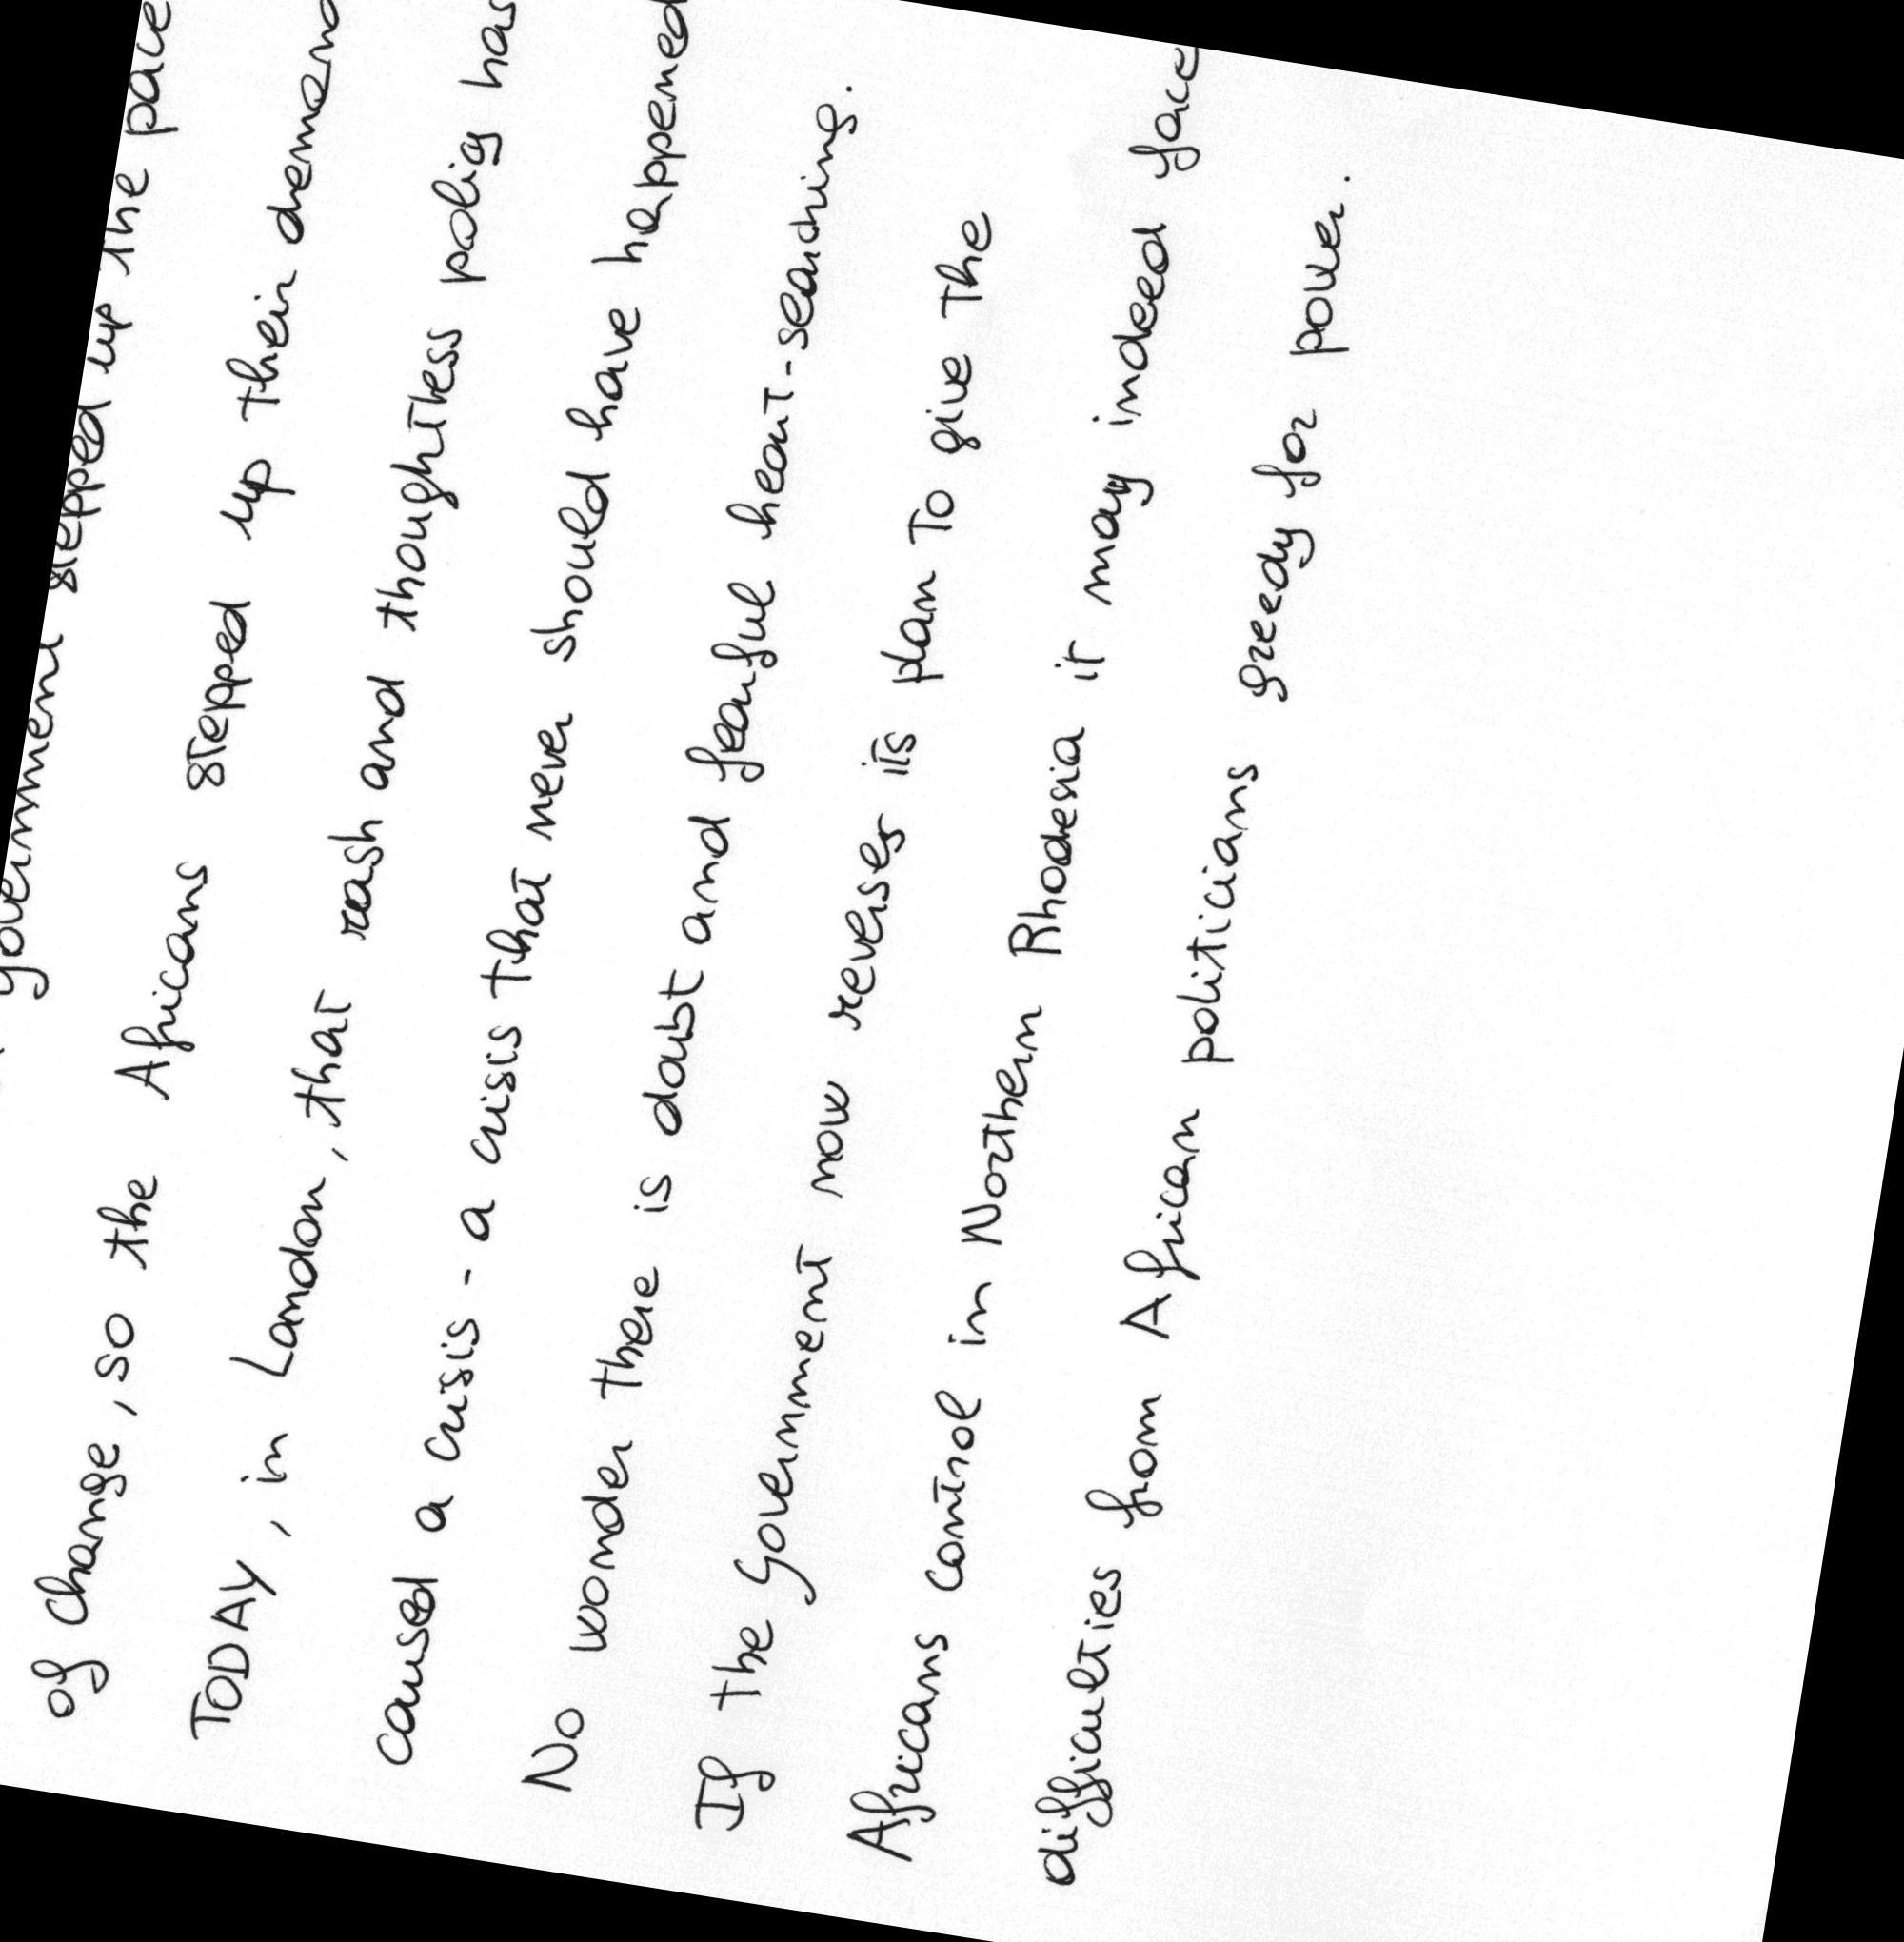 government stepped up the pace
of change, so the Africans stepped up their demand
TODAY, in London, that rash and thoughtless policy has
caused a crisis - a crisis that never should have happened
No wonder there is doubt and fearful heart-searching.
If the Government now reverses its plan to give the
Africans control in Northern Rhodesia it may indeed face
difficulties from African politicians greedy for power.